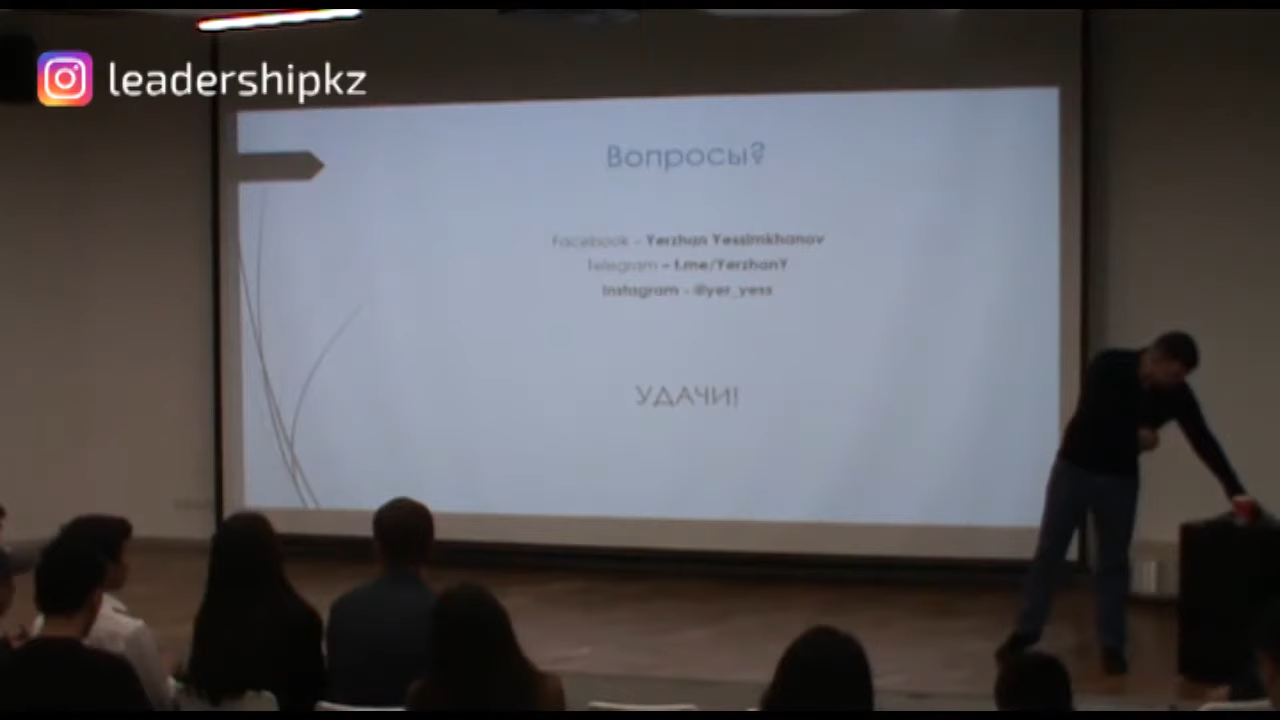 leadershipkz
Вопросы?
Facebook - Yerzhan Yessimkhanov
Telegram - t.me/YerzhanY
Instagram - @yer_yess
УДАЧИ!